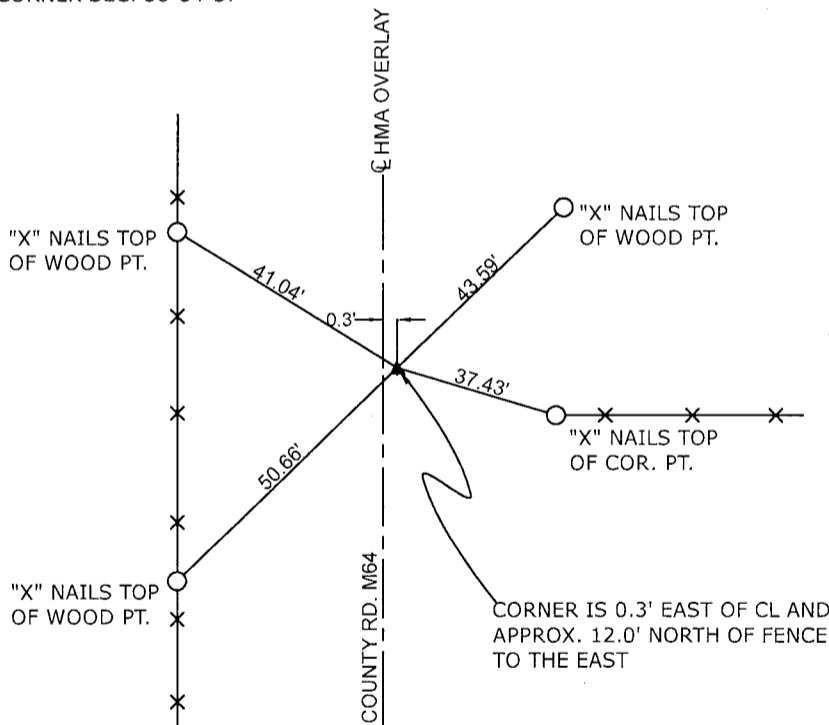 ℄ HMA OVERLAY
"X" NAILS TOP
OF WOOD PT.
"X" NAILS TOP
OF WOOD PT.
41.04'
43.59'
0.3'
37.43'
"X" NAILS TOP
OF COR. PT.
50.66'
"X" NAILS TOP
OF WOOD PT.
COUNTY RD. M64
CORNER IS 0.3' EAST OF CL AND
APPROX. 12.0' NORTH OF FENCE
TO THE EAST